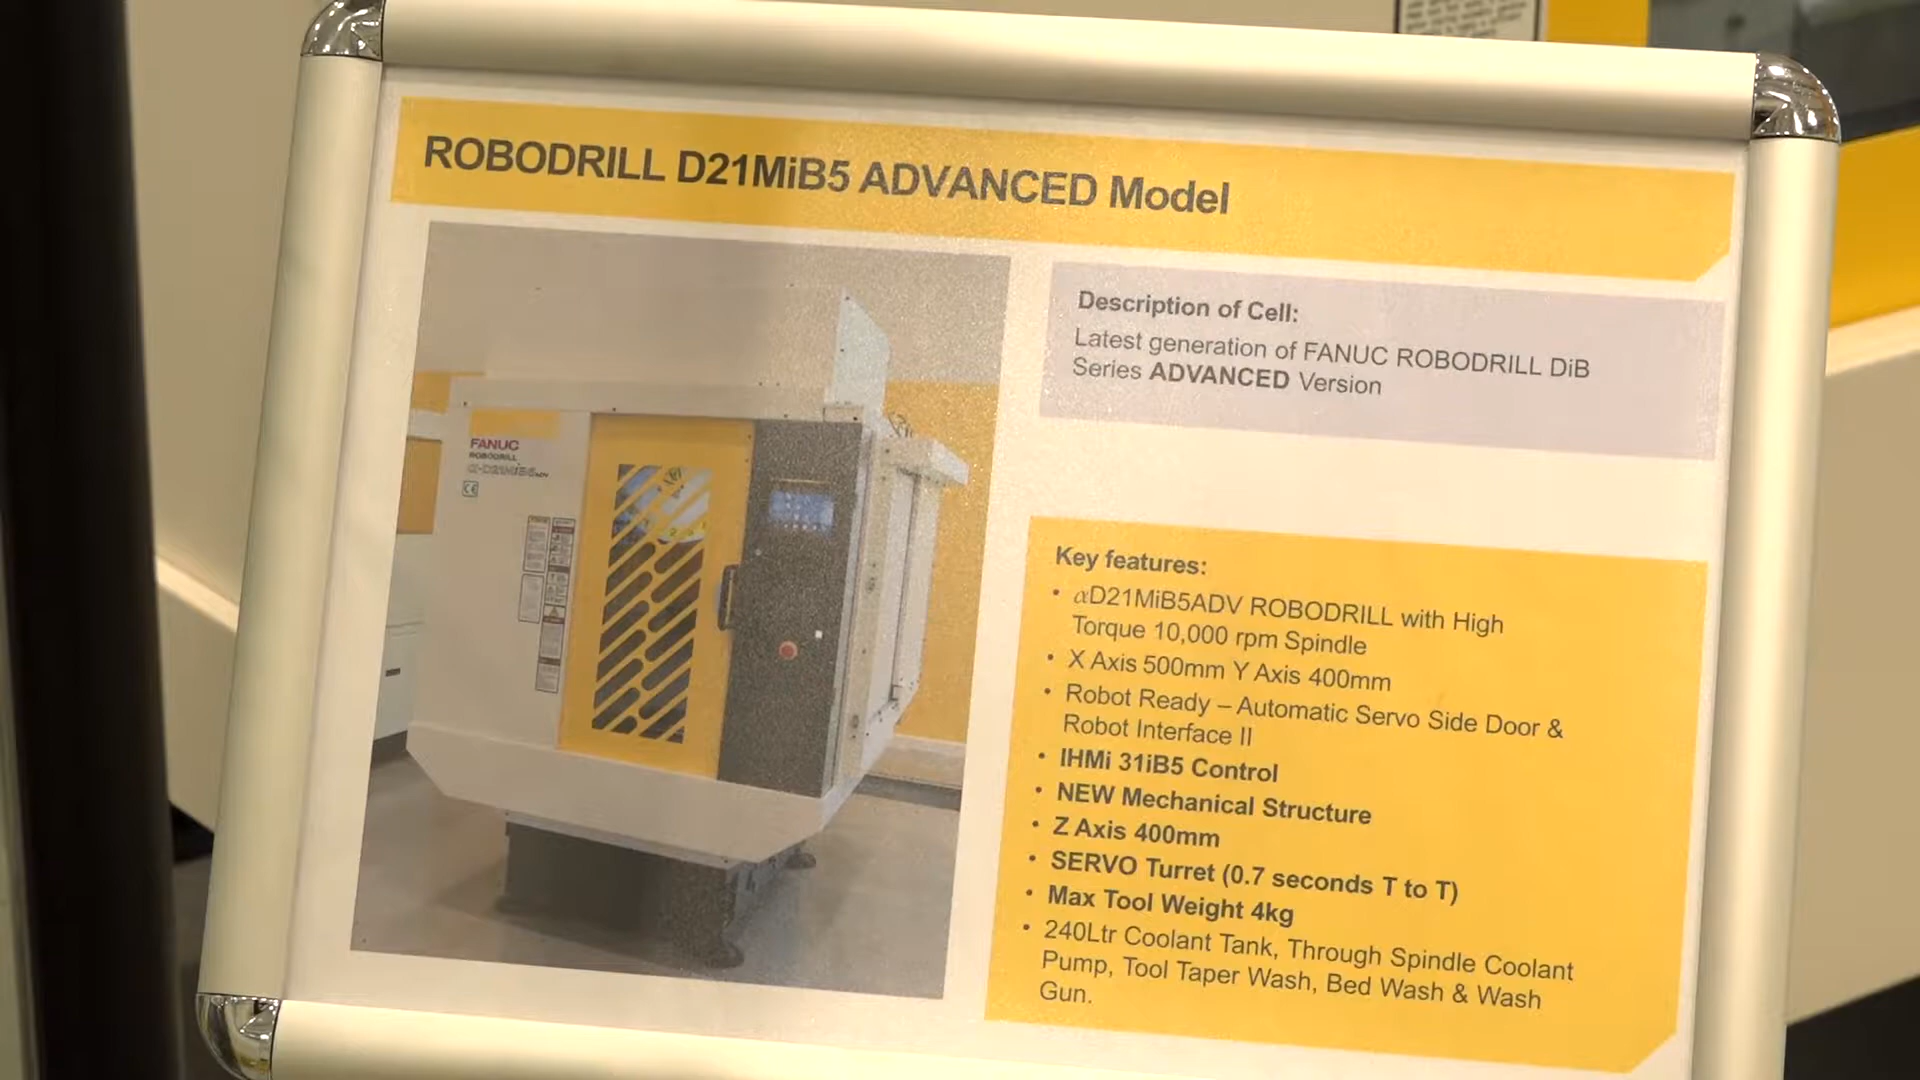 ROBODRILL D21MiB5 ADVANCED Model
FANUC
ROBODRILL
α-D21MiB5ADV
CE
Description of Cell:
Latest generation of FANUC ROBODRILL DiB
Series ADVANCED Version
Key features:
• αD21MiB5ADV ROBODRILL with High
Torque 10,000 rpm Spindle
• X Axis 500mm Y Axis 400mm
• Robot Ready – Automatic Servo Side Door &
Robot Interface II
• IHMi 31iB5 Control
• NEW Mechanical Structure
• Z Axis 400mm
• SERVO Turret (0.7 seconds T to T)
• Max Tool Weight 4kg
• 240Ltr Coolant Tank, Through Spindle Coolant
Pump, Tool Taper Wash, Bed Wash & Wash
Gun.